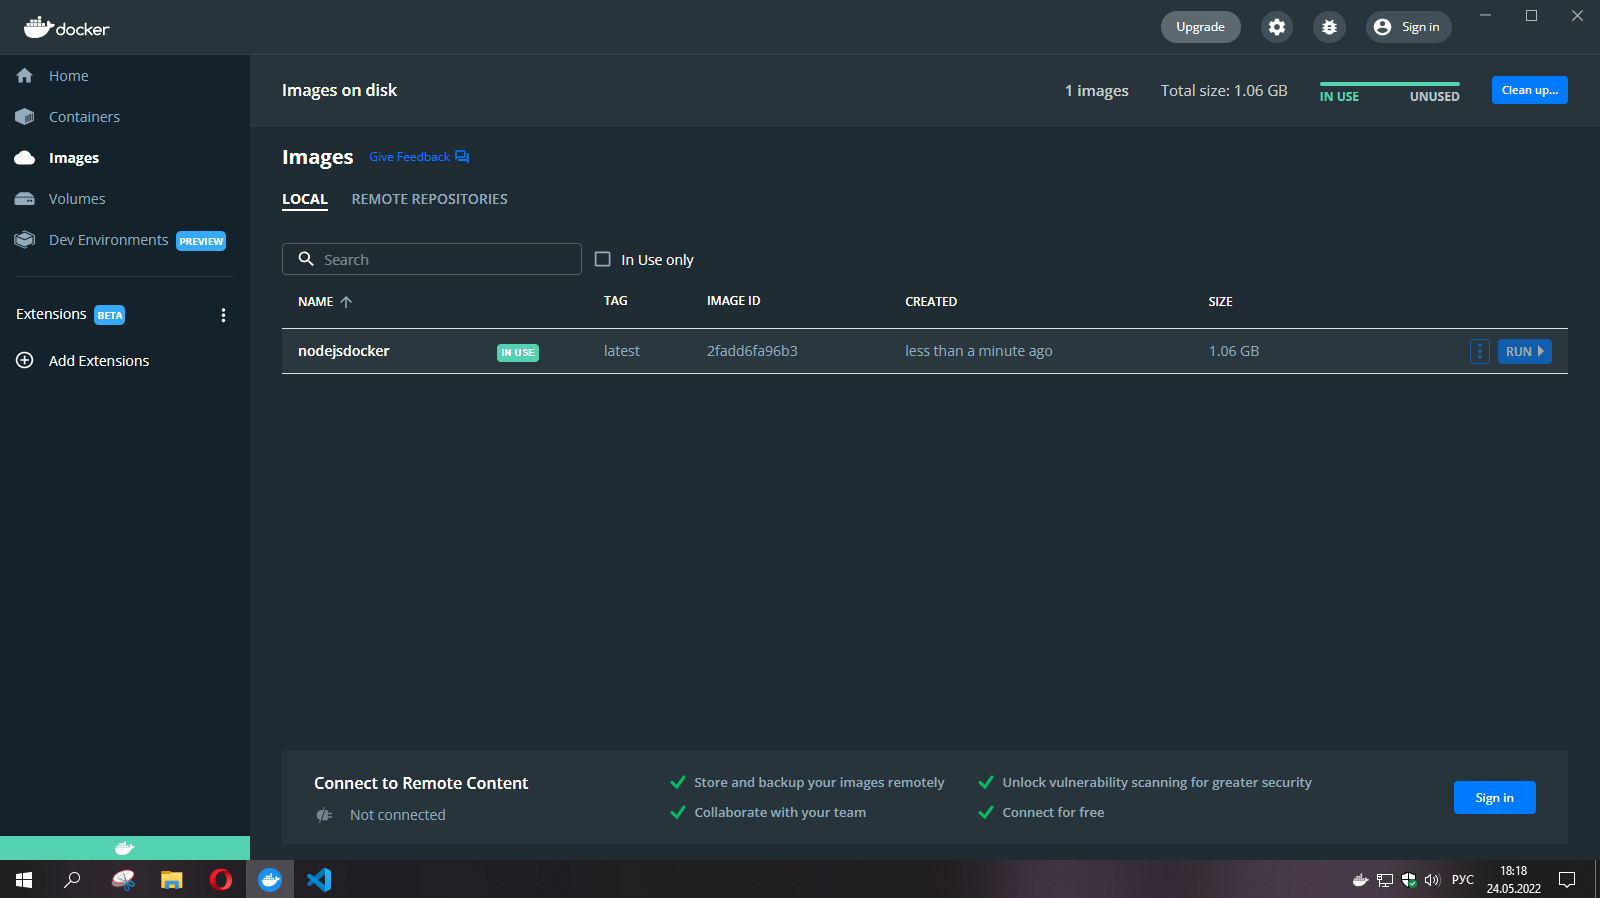 docker
Upgrade
Sign in
Home
Containers
Images
Volumes
Dev Environments PREVIEW
Extensions BETA
Add Extensions
Images on disk
1 images
Total size: 1.06 GB
IN USE
UNUSED
Clean up...
Images
Give Feedback
LOCAL
REMOTE REPOSITORIES
Search
In Use only
NAME
TAG
IMAGE ID
CREATED
SIZE
nodejsdocker
IN USE
latest
2fadd6fa96b3
less than a minute ago
1.06 GB
RUN
Connect to Remote Content
Not connected
Store and backup your images remotely
Collaborate with your team
Unlock vulnerability scanning for greater security
Connect for free
Sign in
РУС
18:18
24.05.2022